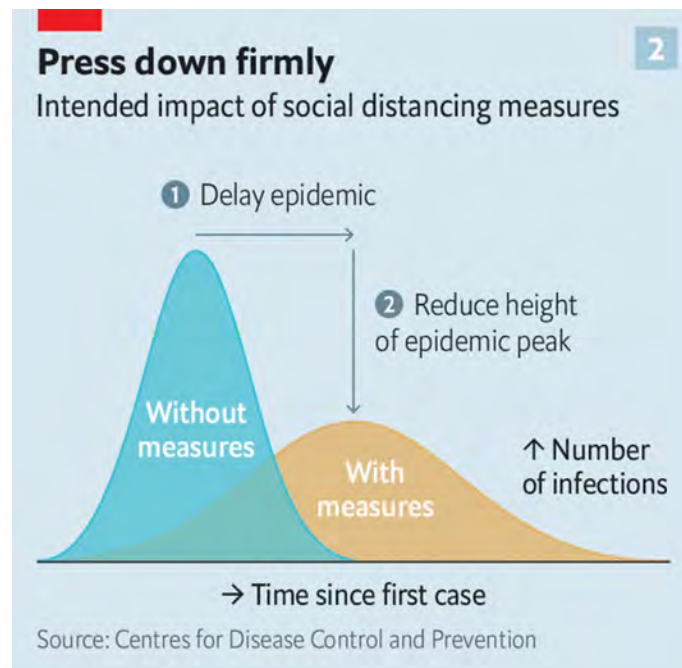 Press down firmly
2
Intended impact of social distancing measures
1 Delay epidemic
2 Reduce height
of epidemic peak
Without
measures
With
measures
↑ Number
of infections
→ Time since first case
Source: Centres for Disease Control and Prevention